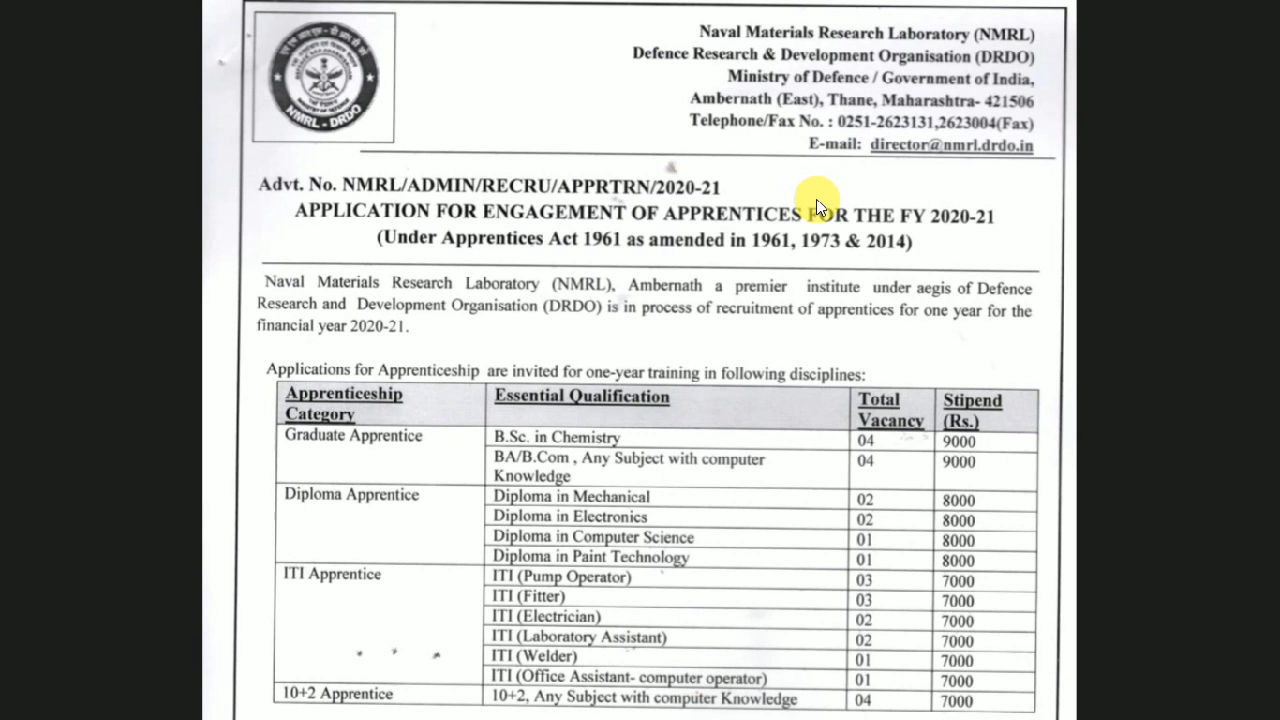 NMRL - DRDO
Naval Materials Research Laboratory (NMRL)
Defence Research & Development Organisation (DRDO)
Ministry of Defence / Government of India,
Ambernath (East), Thane, Maharashtra- 421506
Telephone/Fax No. : 0251-2623131,2623004(Fax)
E-mail: director@nmrl.drdo.in
Advt. No. NMRL/ADMIN/RECRU/APPRTRN/2020-21
APPLICATION FOR ENGAGEMENT OF APPRENTICES FOR THE FY 2020-21
(Under Apprentices Act 1961 as amended in 1961, 1973 & 2014)
Naval Materials Research Laboratory (NMRL), Ambernath a premier institute under aegis of Defence
Research and Development Organisation (DRDO) is in process of recruitment of apprentices for one year for the
financial year 2020-21.
Applications for Apprenticeship are invited for one-year training in following disciplines:
Apprenticeship Category Essential Qualification Total Vacancy Stipend (Rs.)
Graduate Apprentice B.Sc. in Chemistry 04 9000
BA/B.Com , Any Subject with computer Knowledge 04 9000
Diploma Apprentice Diploma in Mechanical 02 8000
Diploma in Electronics 02 8000
Diploma in Computer Science 01 8000
Diploma in Paint Technology 01 8000
ITI Apprentice ITI (Pump Operator) 03 7000
ITI (Fitter) 03 7000
ITI (Electrician) 02 7000
ITI (Laboratory Assistant) 02 7000
ITI (Welder) 01 7000
ITI (Office Assistant- computer operator) 01 7000
10+2 Apprentice 10+2, Any Subject with computer Knowledge 04 7000